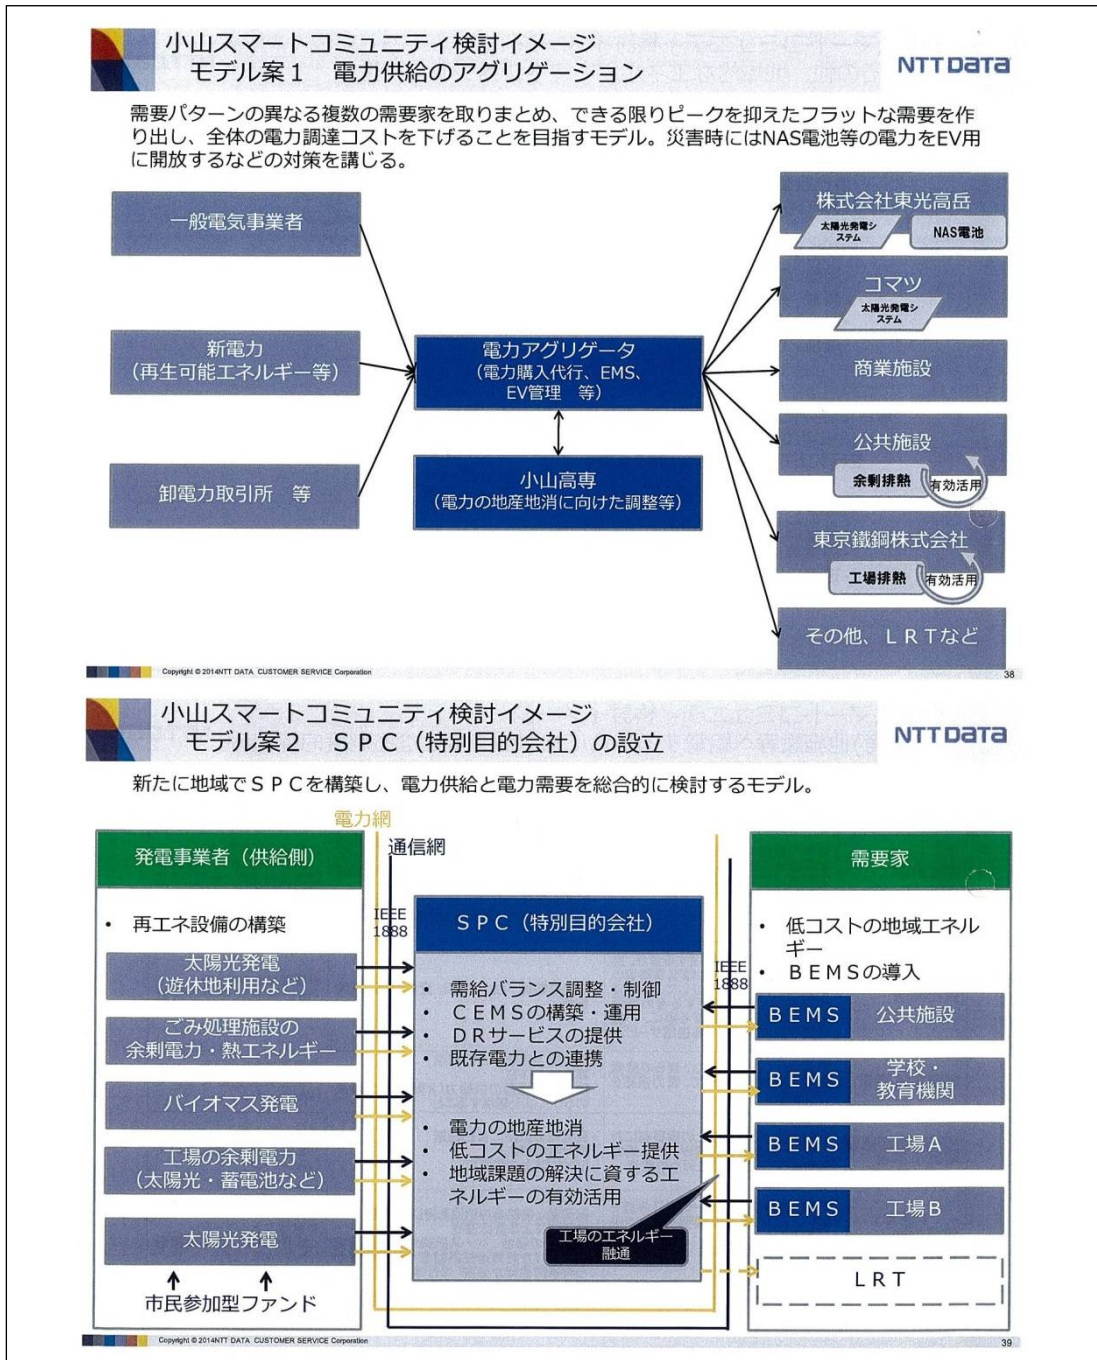 小山スマートコミュニティ検討イメージ
モデル案1　電力供給のアグリゲーション
NTT DATA
需要パターンの異なる複数の需要家を取りまとめ、できる限りピークを抑えたフラットな需要を作
り出し、全体の電力調達コストを下げることを目指すモデル。災害時にはNAS電池等の電力をEV用
に開放するなどの対策を講じる。
一般電気事業者
新電力
（再生可能エネルギー等）
卸電力取引所　等
電力アグリゲータ
（電力購入代行、EMS、
EV管理　等）
小山高専
（電力の地産地消に向けた調整等）
株式会社東光高岳
太陽光発電シ
ステム
NAS電池
コマツ
太陽光発電シ
ステム
商業施設
公共施設
余剰排熱
有効活用
東京鐵鋼株式会社
工場排熱
有効活用
その他、ＬＲＴなど
Copyright © 2014NTT DATA CUSTOMER SERVICE Corporation
38
小山スマートコミュニティ検討イメージ
モデル案2　ＳＰＣ（特別目的会社）の設立
NTT DATA
新たに地域でＳＰＣを構築し、電力供給と電力需要を総合的に検討するモデル。
電力網
通信網
発電事業者（供給側）
• 再エネ設備の構築
太陽光発電
（遊休地利用など）
ごみ処理施設の
余剰電力・熱エネルギー
バイオマス発電
工場の余剰電力
（太陽光・蓄電池など）
太陽光発電
市民参加型ファンド
IEEE
1888
ＳＰＣ（特別目的会社）
• 需給バランス調整・制御
• ＣＥＭＳの構築・運用
• ＤＲサービスの提供
• 既存電力との連携
• 電力の地産地消
• 低コストのエネルギー提供
• 地域課題の解決に資するエ
ネルギーの有効活用
工場のエネルギー
融通
IEEE
1888
需要家
• 低コストの地域エネル
ギー
• ＢＥＭＳの導入
ＢＥＭＳ　公共施設
ＢＥＭＳ　学校・
教育機関
ＢＥＭＳ　工場A
ＢＥＭＳ　工場B
ＬＲＴ
Copyright © 2014NTT DATA CUSTOMER SERVICE Corporation
39